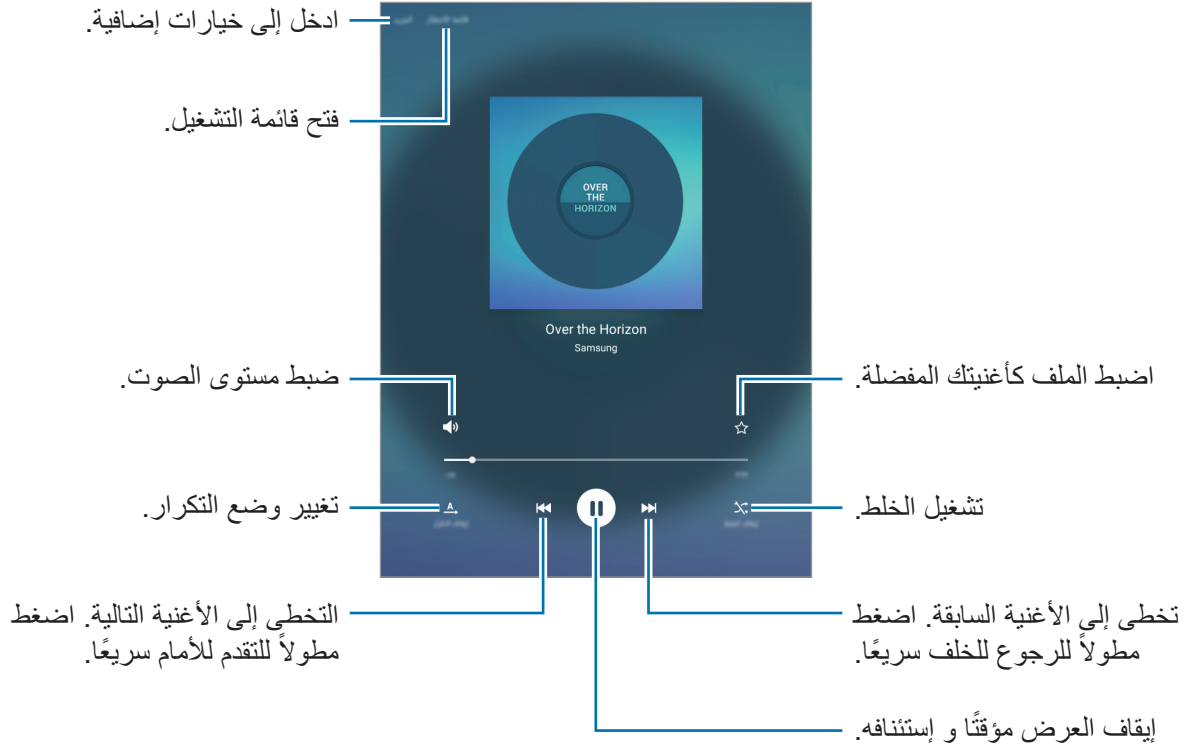 ادخل إلى خيارات إضافية.
فتح قائمة التشغيل.
OVER
THE
HORIZON
Over the Horizon
Samsung
اضبط الملف كأغنيتك المفضلة.
ضبط مستوى الصوت.
تشغيل الخلط.
تغيير وضع التكرار.
A
تخطى إلى الأغنية السابقة. اضغط
مطولاً للرجوع للخلف سريعًا.
التخطي إلى الأغنية التالية. اضغط
مطولاً للتقدم للأمام سريعًا.
إيقاف العرض مؤقتًا و إستئنافه.